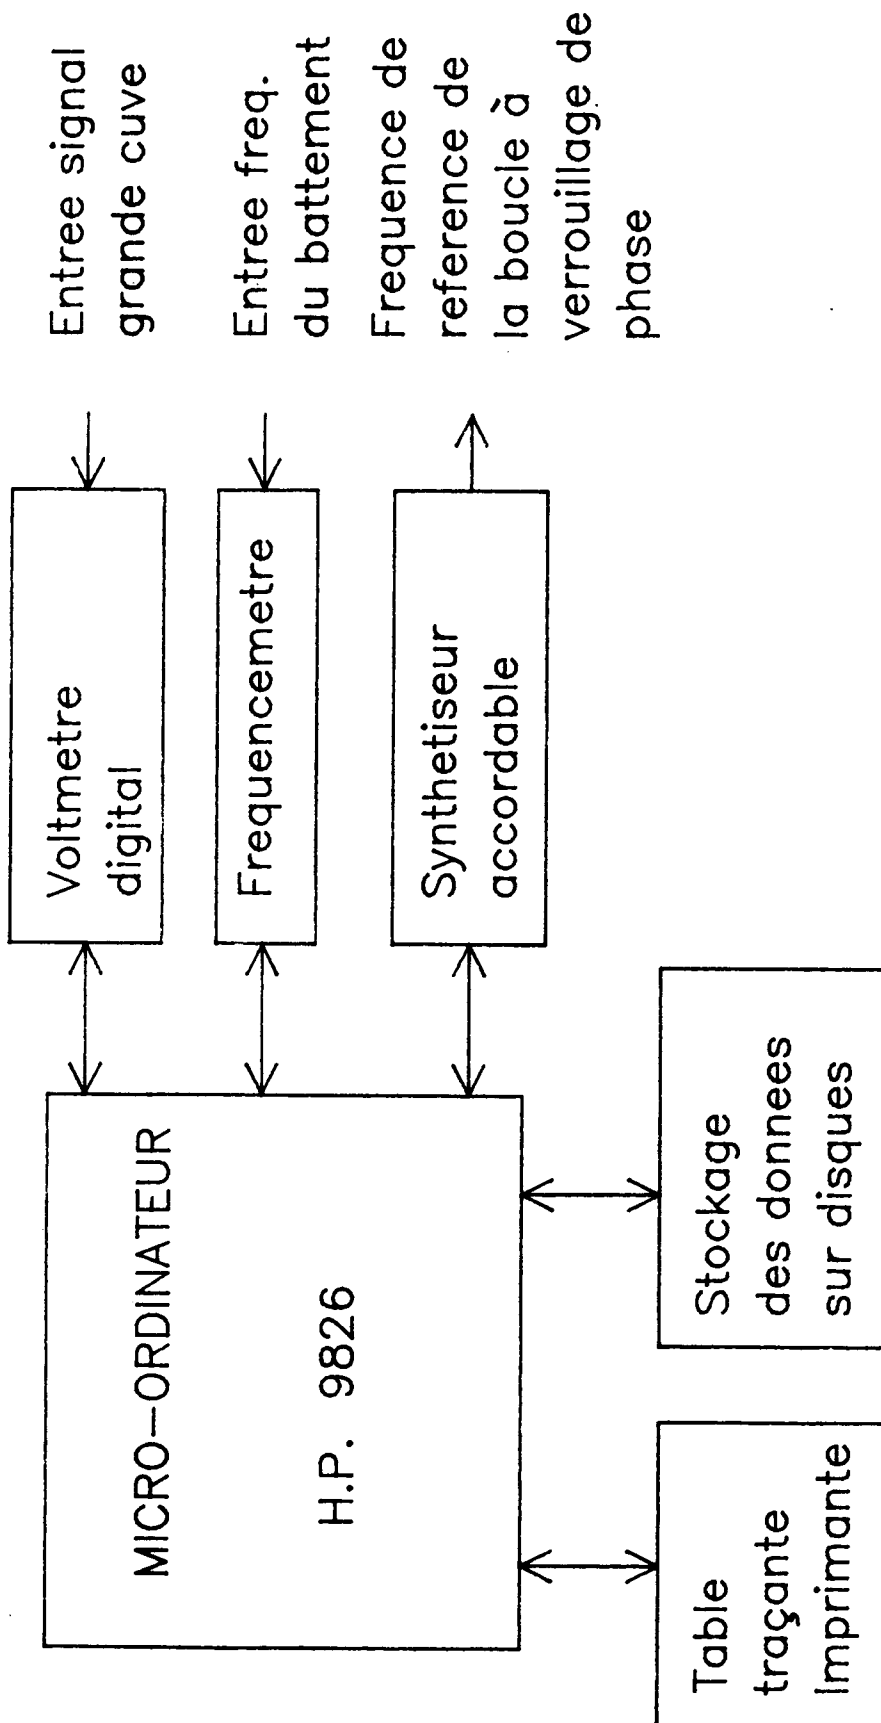 MICRO—ORDINATEUR
H.P. 9826
Voltmetre
digital
Entree signal
grande cuve
Frequencemetre
Entree freq.
du battement
Synthetiseur
accordable
Frequence de
reference de
la boucle à
verrouillage de
phase
Table
traçante
Imprimante
Stockage
des donnees
sur disques